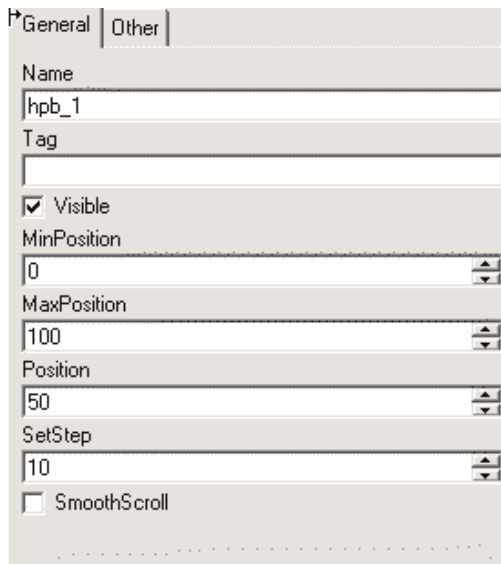 General Other
Name
hpb_1
Tag
Visible
MinPosition
0
MaxPosition
100
Position
50
SetStep
10
SmoothScroll